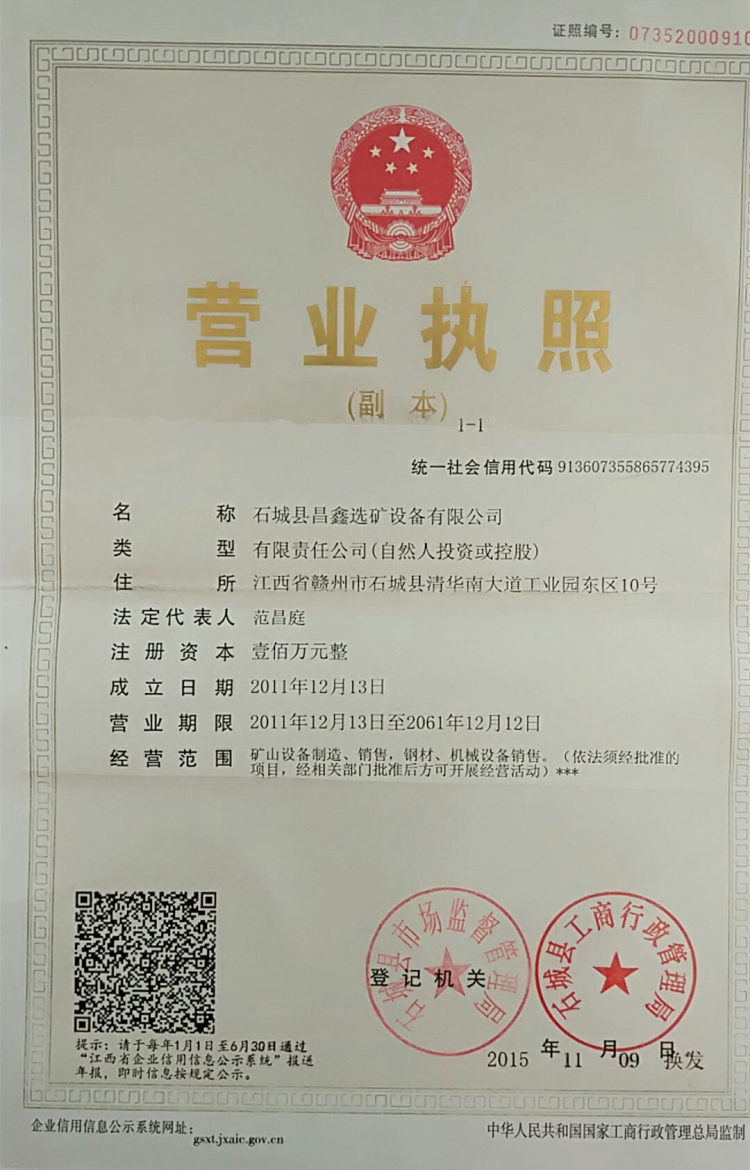 证照编号：07352000910
营业执照
(副 本)
1-1
统一社会信用代码 913607355865774395
名称 石城县昌鑫选矿设备有限公司
类型 有限责任公司(自然人投资或控股)
住所 江西省赣州市石城县清华南大道工业园东区10号
法定代表人 范昌庭
注册资本 壹佰万元整
成立日期 2011年12月13日
营业期限 2011年12月13日至2061年12月12日
经营范围 矿山设备制造、销售，钢材、机械设备销售。（依法须经批准的
项目，经相关部门批准后方可开展经营活动）***
石城县市场监督管理局
石城县工商行政管理局
登记机关
2015 年 11 月 09 日 换发
提示：请于每年1月1日至6月30日通过
“江西省企业信用信息公示系统”报送
年报，即时信息按规定公示。
企业信用信息公示系统网址：
gsxt.jxaic.gov.cn
中华人民共和国国家工商行政管理总局监制